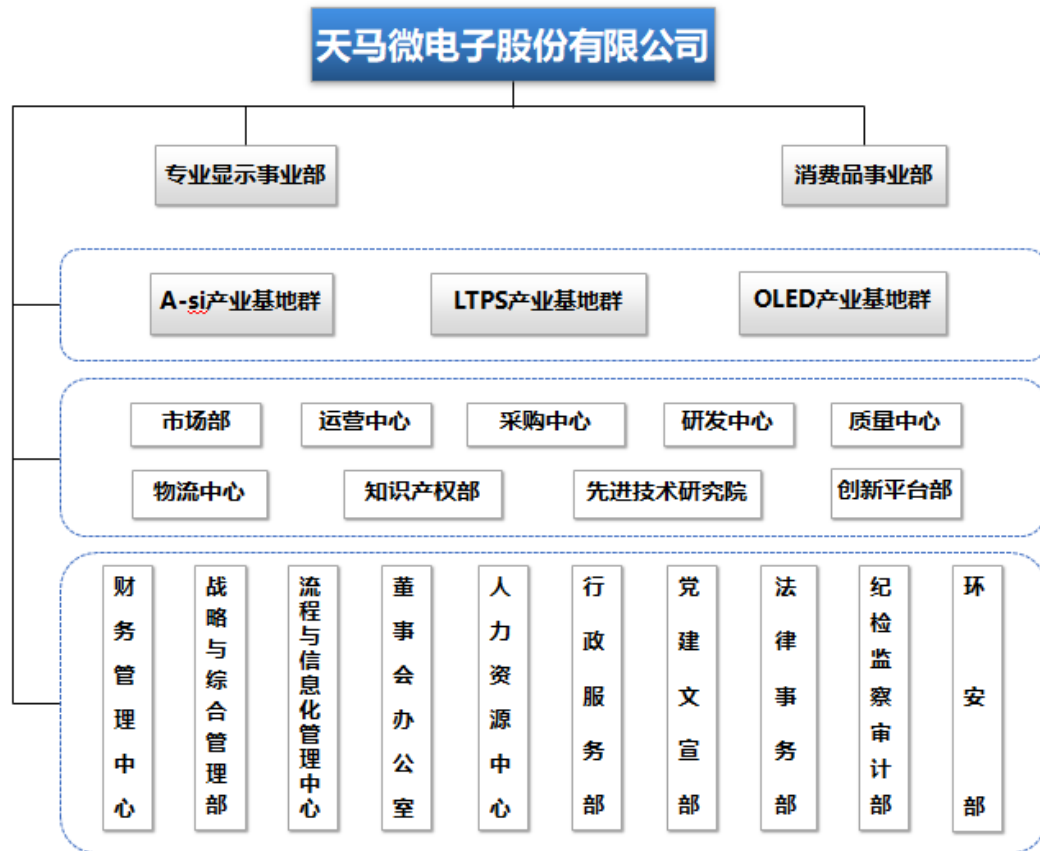 天马微电子股份有限公司
专业显示事业部
消费品事业部
A-si产业基地群
LTPS产业基地群
OLED产业基地群
市场部
运营中心
采购中心
研发中心
质量中心
物流中心
知识产权部
先进技术研究院
创新平台部
财务管理中心
战略与综合管理部
流程与信息化管理中心
董事会办公室
人力资源中心
行政服务部
党建文宣部
法律事务部
纪检监察审计部
环安部